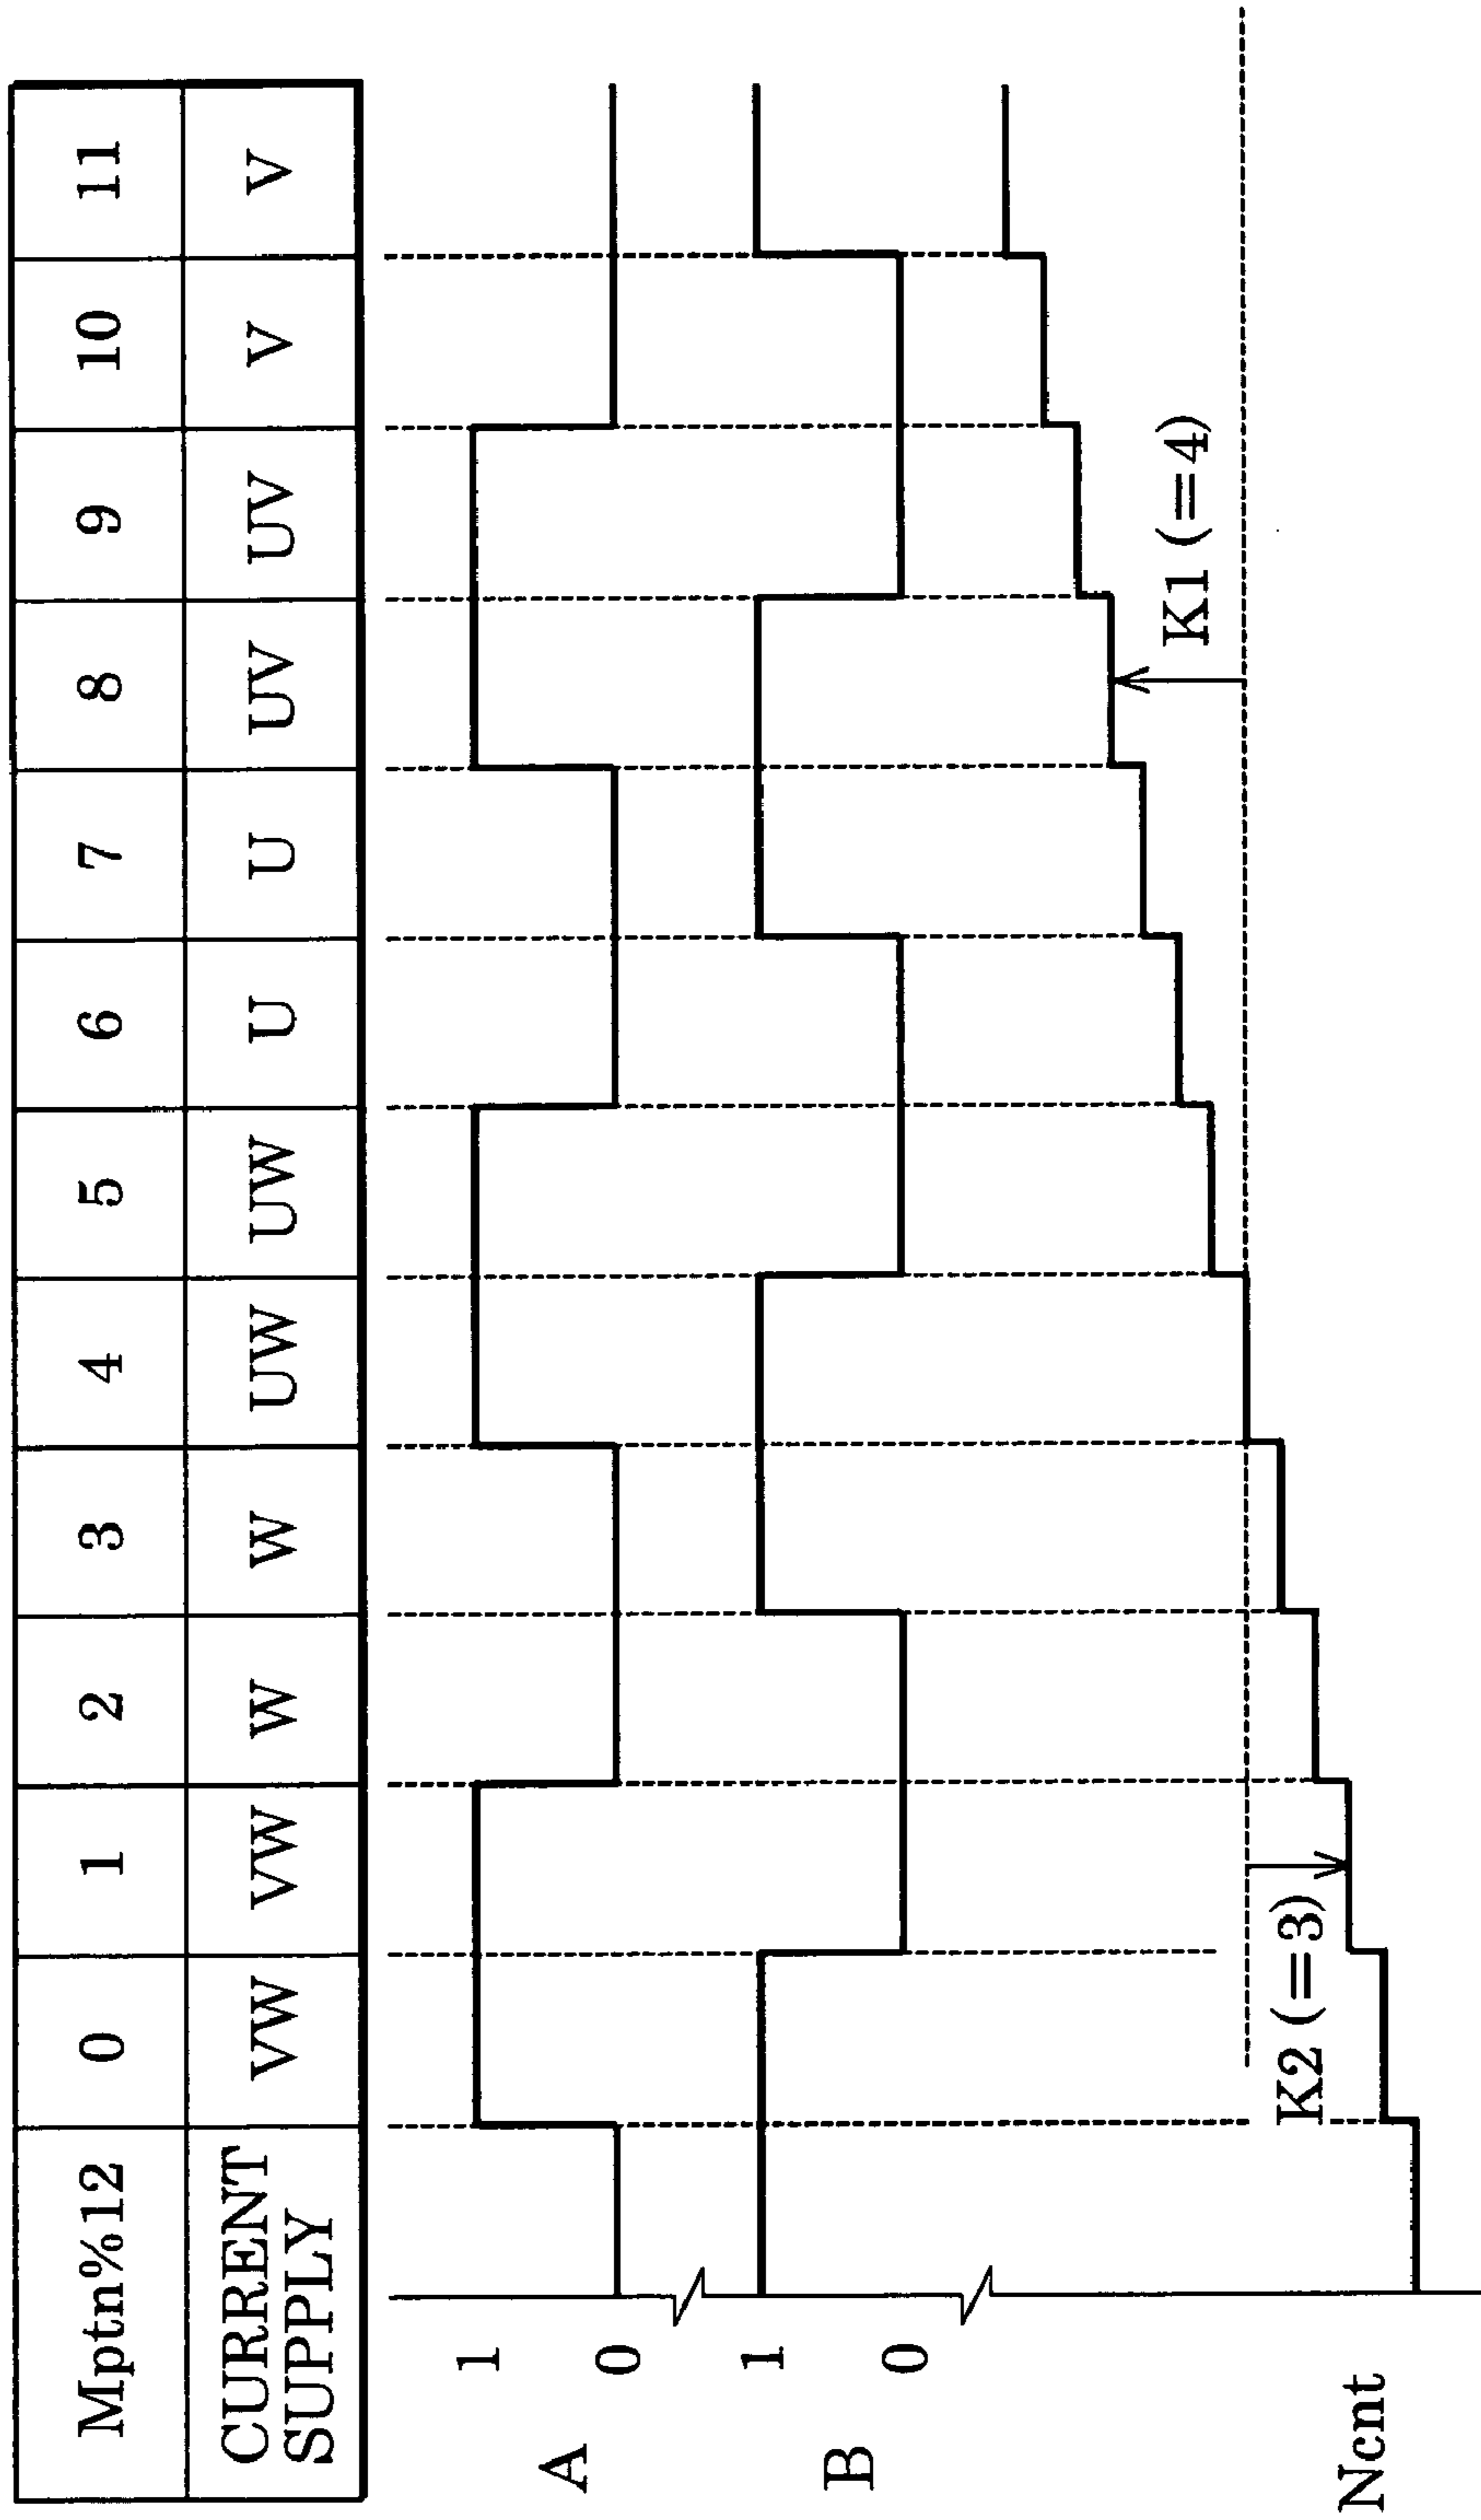 Mptn%12 0 1 2 3 4 5 6 7 8 9 10 11
CURRENT SUPPLY VW VW W W UW UW U U UV UV V V
1
A
0
1
B
0
K1 (=4)
K2 (=3)
Ncnt